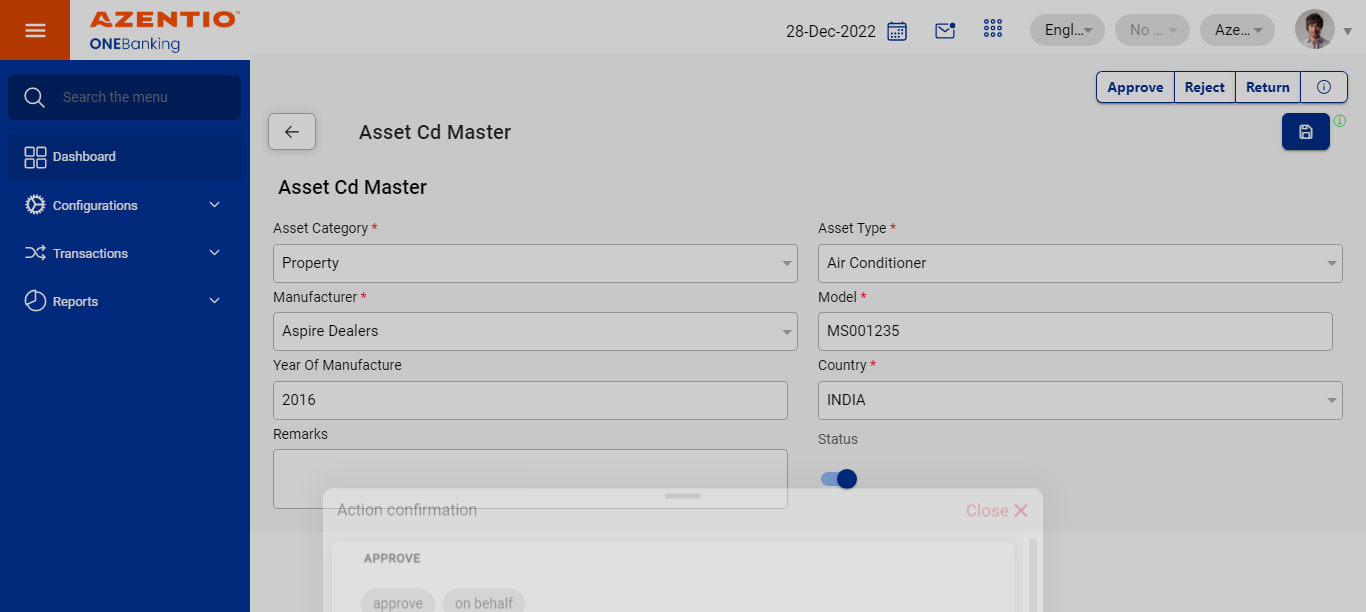 AZENTIO™
ONEBanking
28-Dec-2022
Engl...
No ...
Aze...
Search the menu
Dashboard
Configurations
Transactions
Reports
Approve
Reject
Return
Asset Cd Master
Asset Cd Master
Asset Category *
Asset Type *
Property
Air Conditioner
Manufacturer *
Model *
Aspire Dealers
MS001235
Year Of Manufacture
Country *
2016
INDIA
Remarks
Status
Action confirmation
Close
APPROVE
approve
on behalf